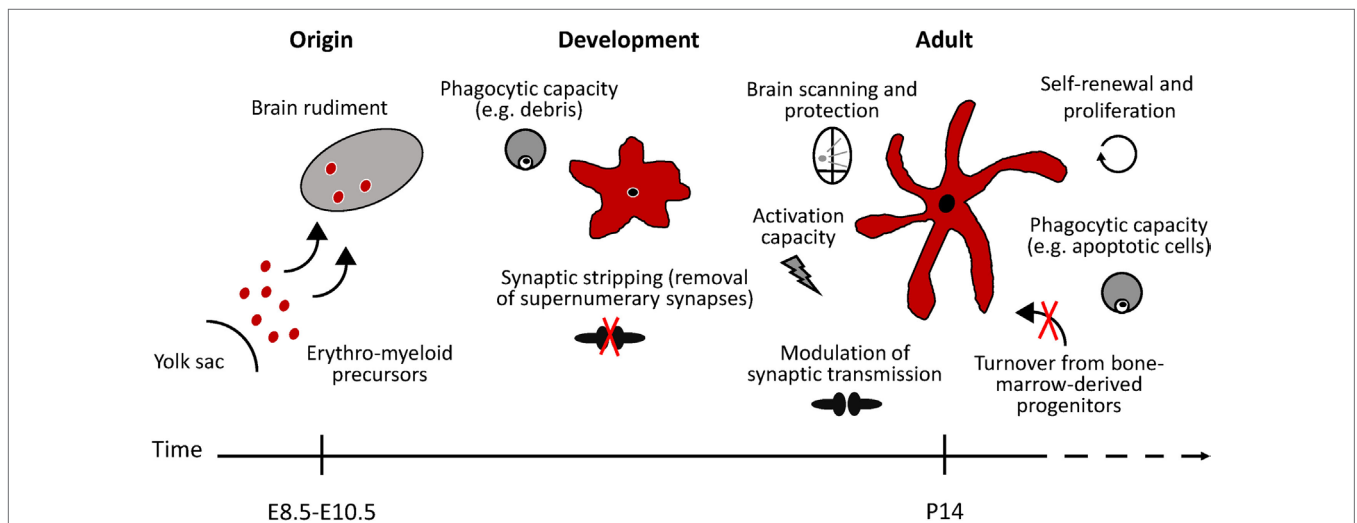 Origin
Development
Adult
Brain rudiment
Yolk sac
Erythro-myeloid
precursors
Phagocytic capacity
(e.g. debris)
Synaptic stripping (removal
of supernumerary synapses)
Brain scanning and
protection
Self-renewal and
proliferation
Activation
capacity
Phagocytic capacity
(e.g. apoptotic cells)
Modulation of
synaptic transmission
Turnover from bone-
marrow-derived
progenitors
Time
E8.5-E10.5
P14